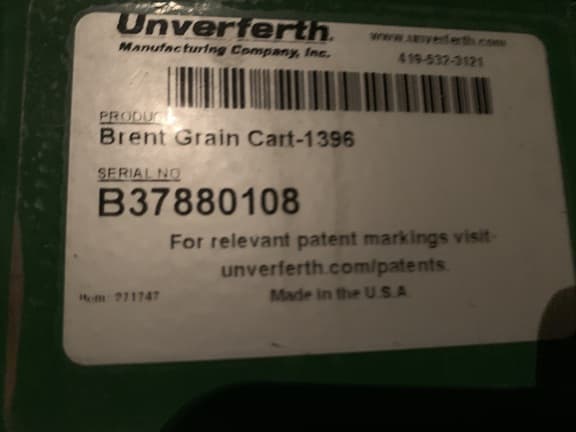 Unverferth.
Manufacturing Company, Inc.
www.unverferth.com
419-532-3121
PRODUCT
Brent Grain Cart-1396
SERIAL NO
B37880108
For relevant patent markings visit
unverferth.com/patents.
Made in the U.S.A